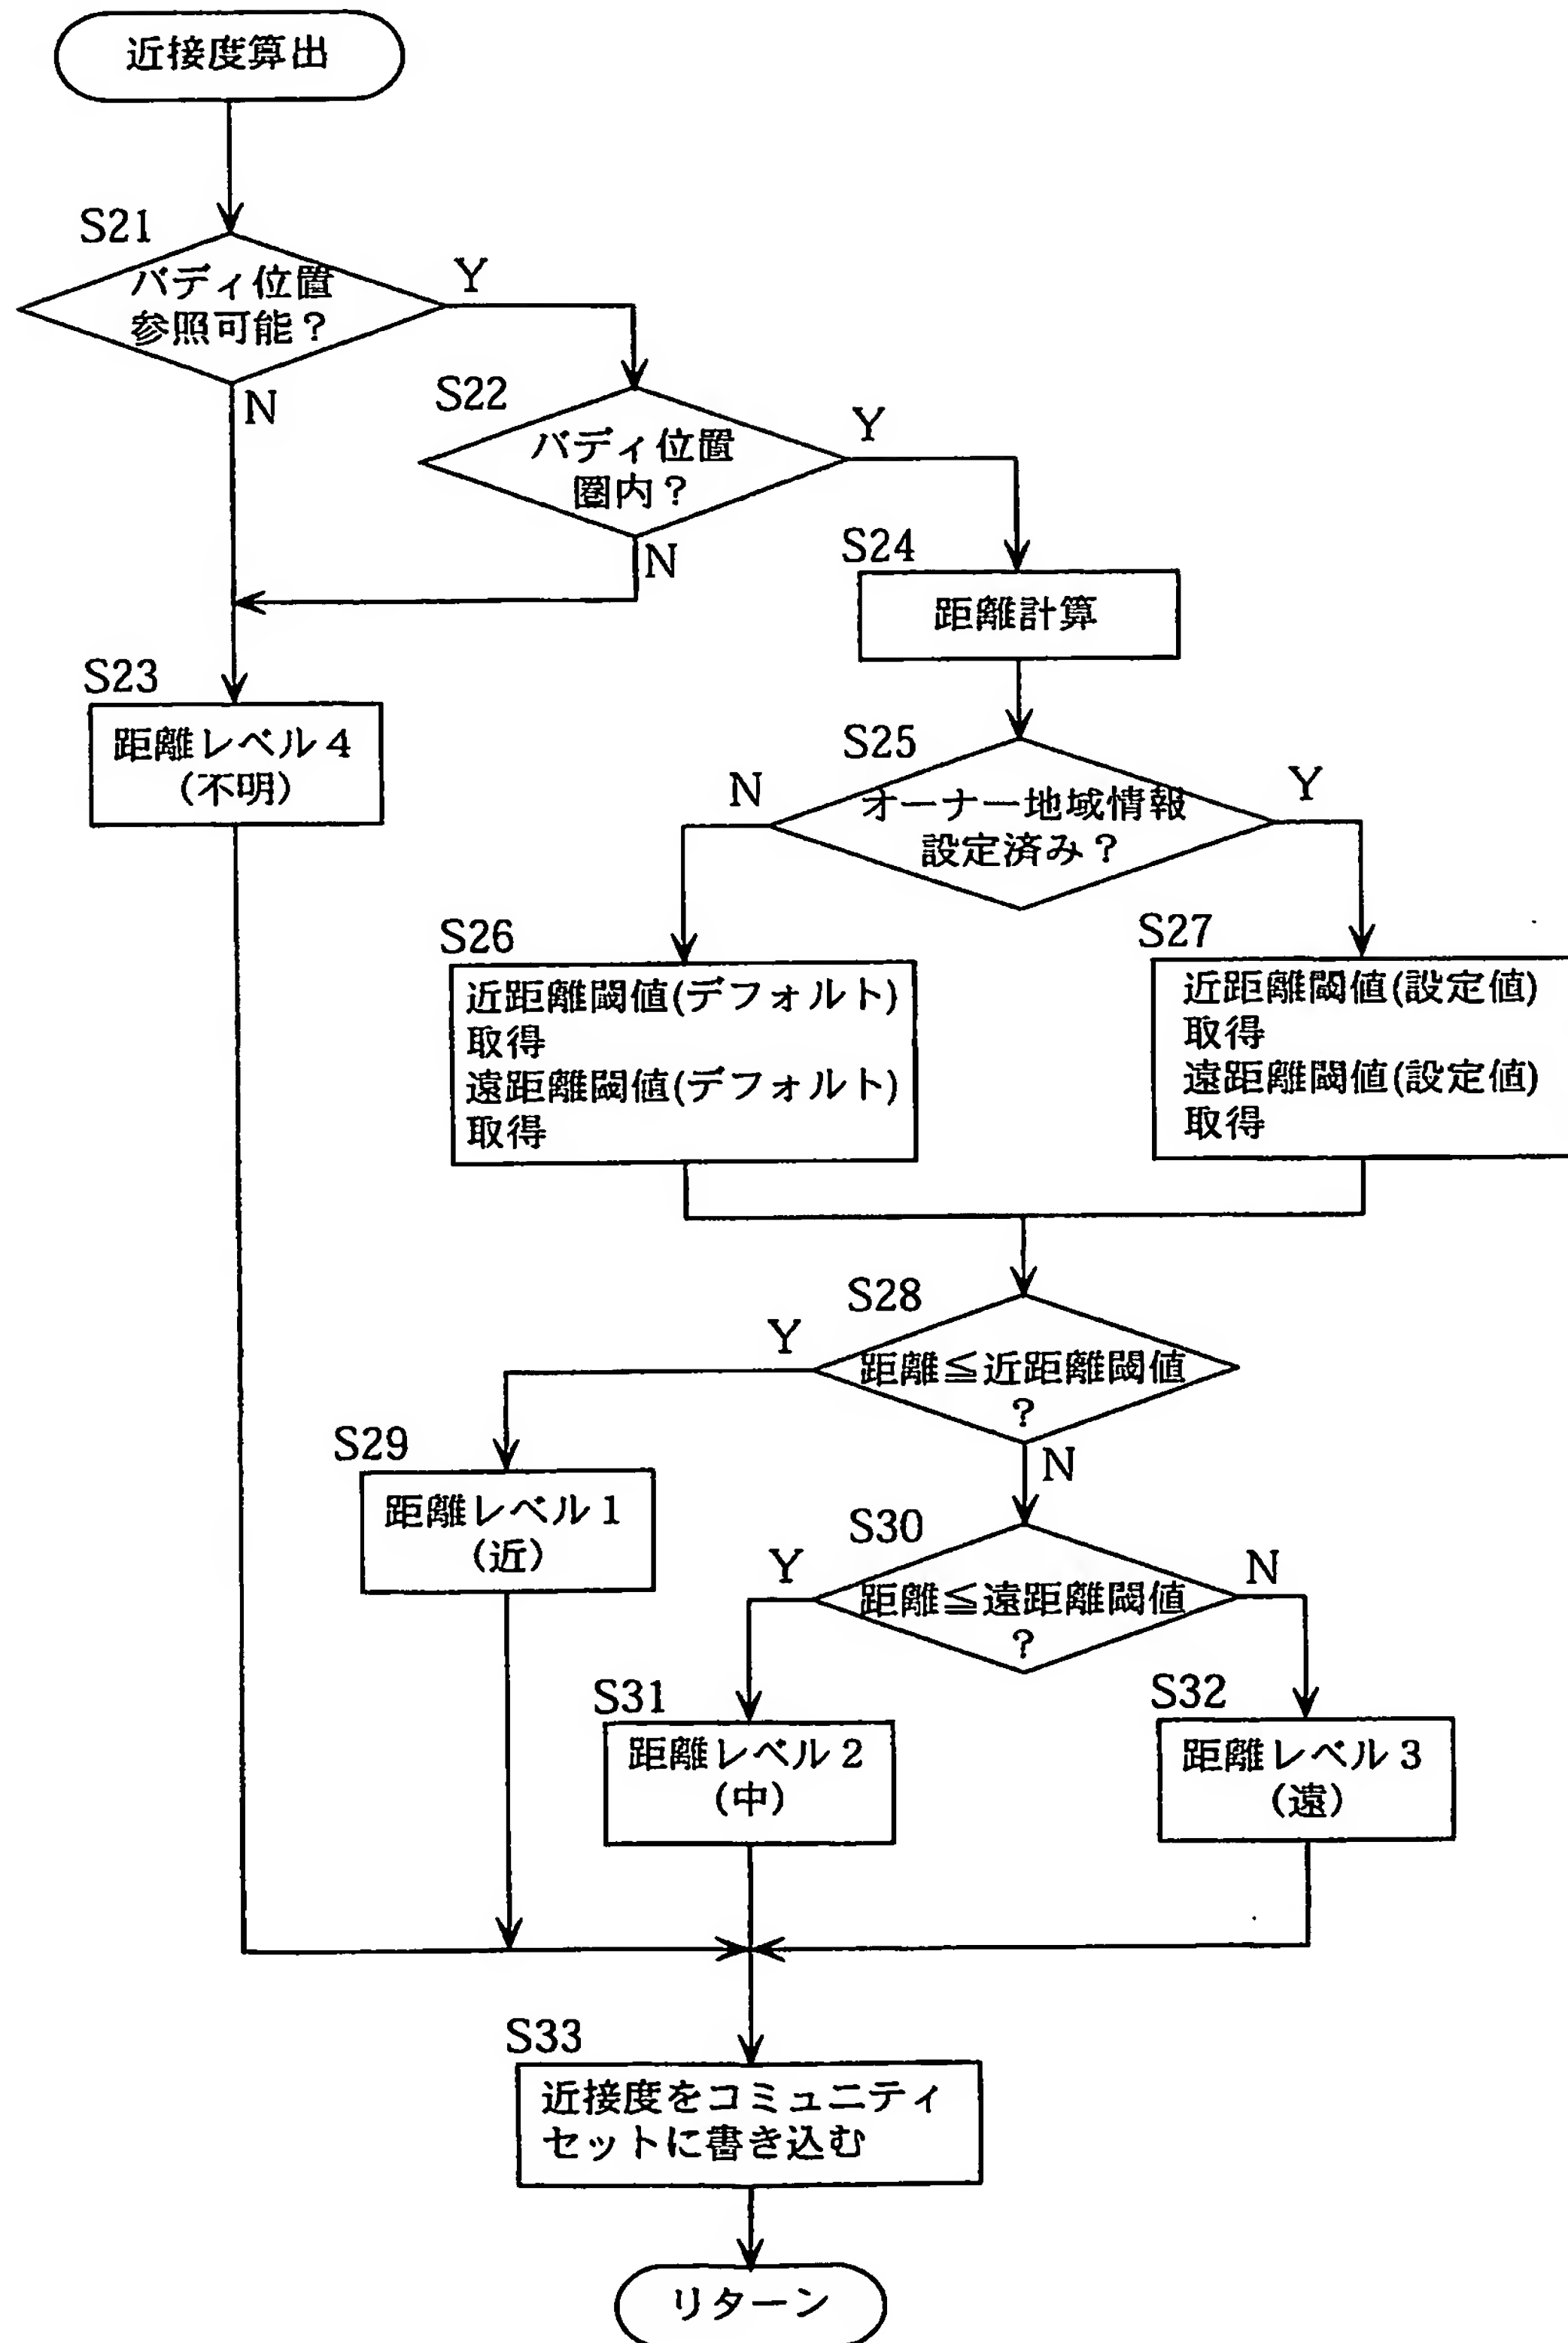 近接度算出
S21
バディ位置
参照可能？
Y
N
S22
バディ位置
圏内？
Y
N
S23
距離レベル4
(不明)
S24
距離計算
S25
オーナー地域情報
設定済み？
N
Y
S26
近距離閾値(デフォルト)
取得
遠距離閾値(デフォルト)
取得
S27
近距離閾値(設定値)
取得
遠距離閾値(設定値)
取得
S28
距離≦近距離閾値
？
Y
N
S29
距離レベル1
(近)
S30
距離≦遠距離閾値
？
Y
N
S31
距離レベル2
(中)
S32
距離レベル3
(遠)
S33
近接度をコミュニティ
セットに書き込む
リターン